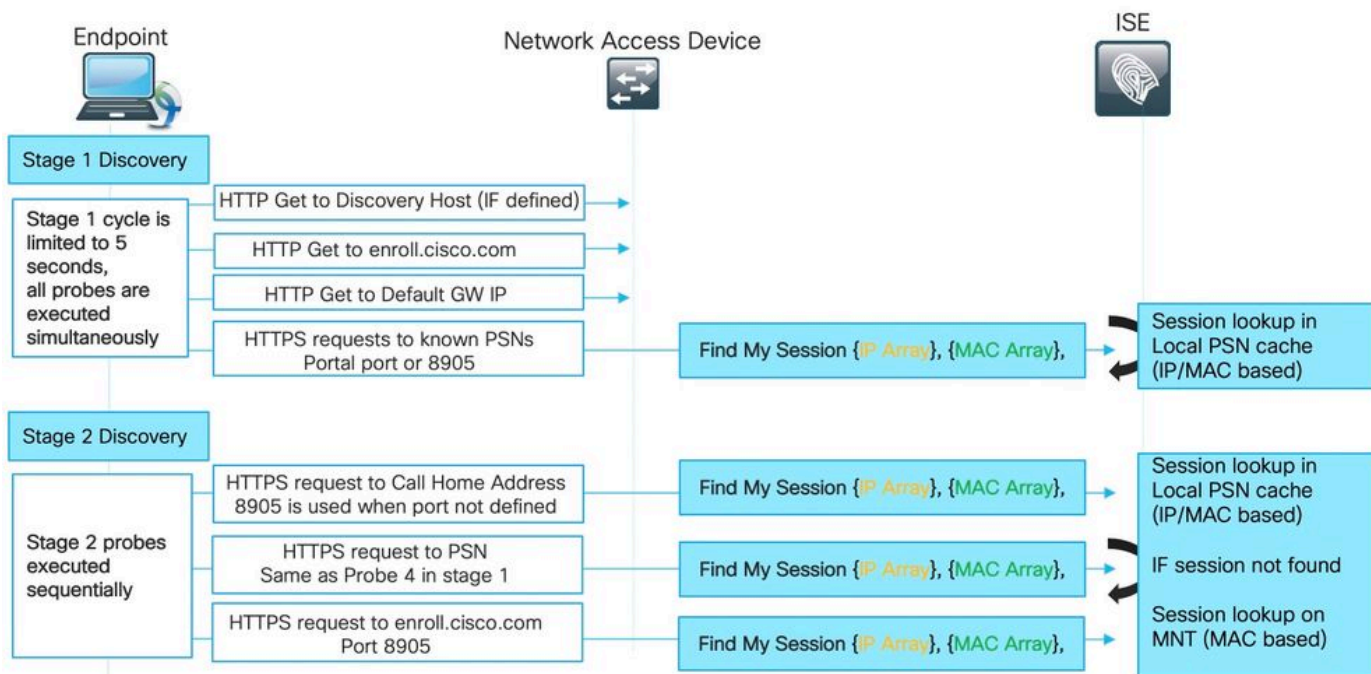 Endpoint
Network Access Device
ISE
Stage 1 Discovery
Stage 1 cycle is
limited to 5
seconds,
all probes are
executed
simultaneously
HTTP Get to Discovery Host (IF defined)
HTTP Get to enroll.cisco.com
HTTP Get to Default GW IP
HTTPS requests to known PSNs
Portal port or 8905
Find My Session {IP Array}, {MAC Array},
Session lookup in
Local PSN cache
(IP/MAC based)
Stage 2 Discovery
Stage 2 probes
executed
sequentially
HTTPS request to Call Home Address
8905 is used when port not defined
Find My Session {IP Array}, {MAC Array},
HTTPS request to PSN
Same as Probe 4 in stage 1
Find My Session {IP Array}, {MAC Array},
HTTPS request to enroll.cisco.com
Port 8905
Find My Session {IP Array}, {MAC Array},
Session lookup in
Local PSN cache
(IP/MAC based)
IF session not found
Session lookup on
MNT (MAC based)